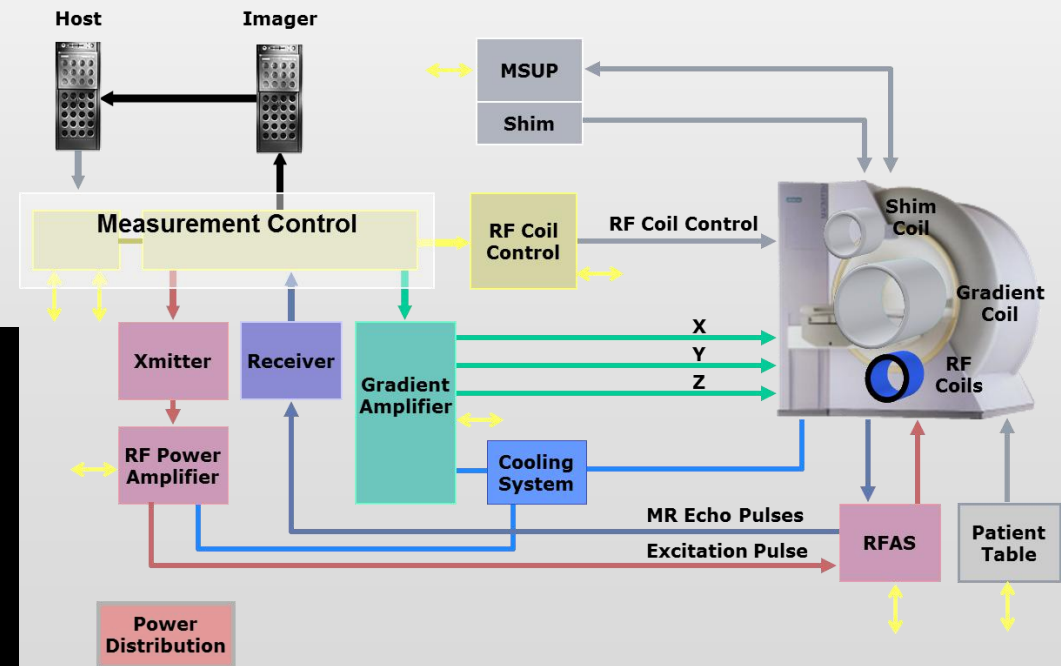 Host
Imager
MSUP
Shim
Measurement Control
RF Coil
Control
RF Coil Control
Shim
Coil
Gradient
Coil
RF
Coils
Xmitter
Receiver
Gradient
Amplifier
X
Y
Z
RF Power
Amplifier
Cooling
System
MR Echo Pulses
Excitation Pulse
RFAS
Patient
Table
Power
Distribution